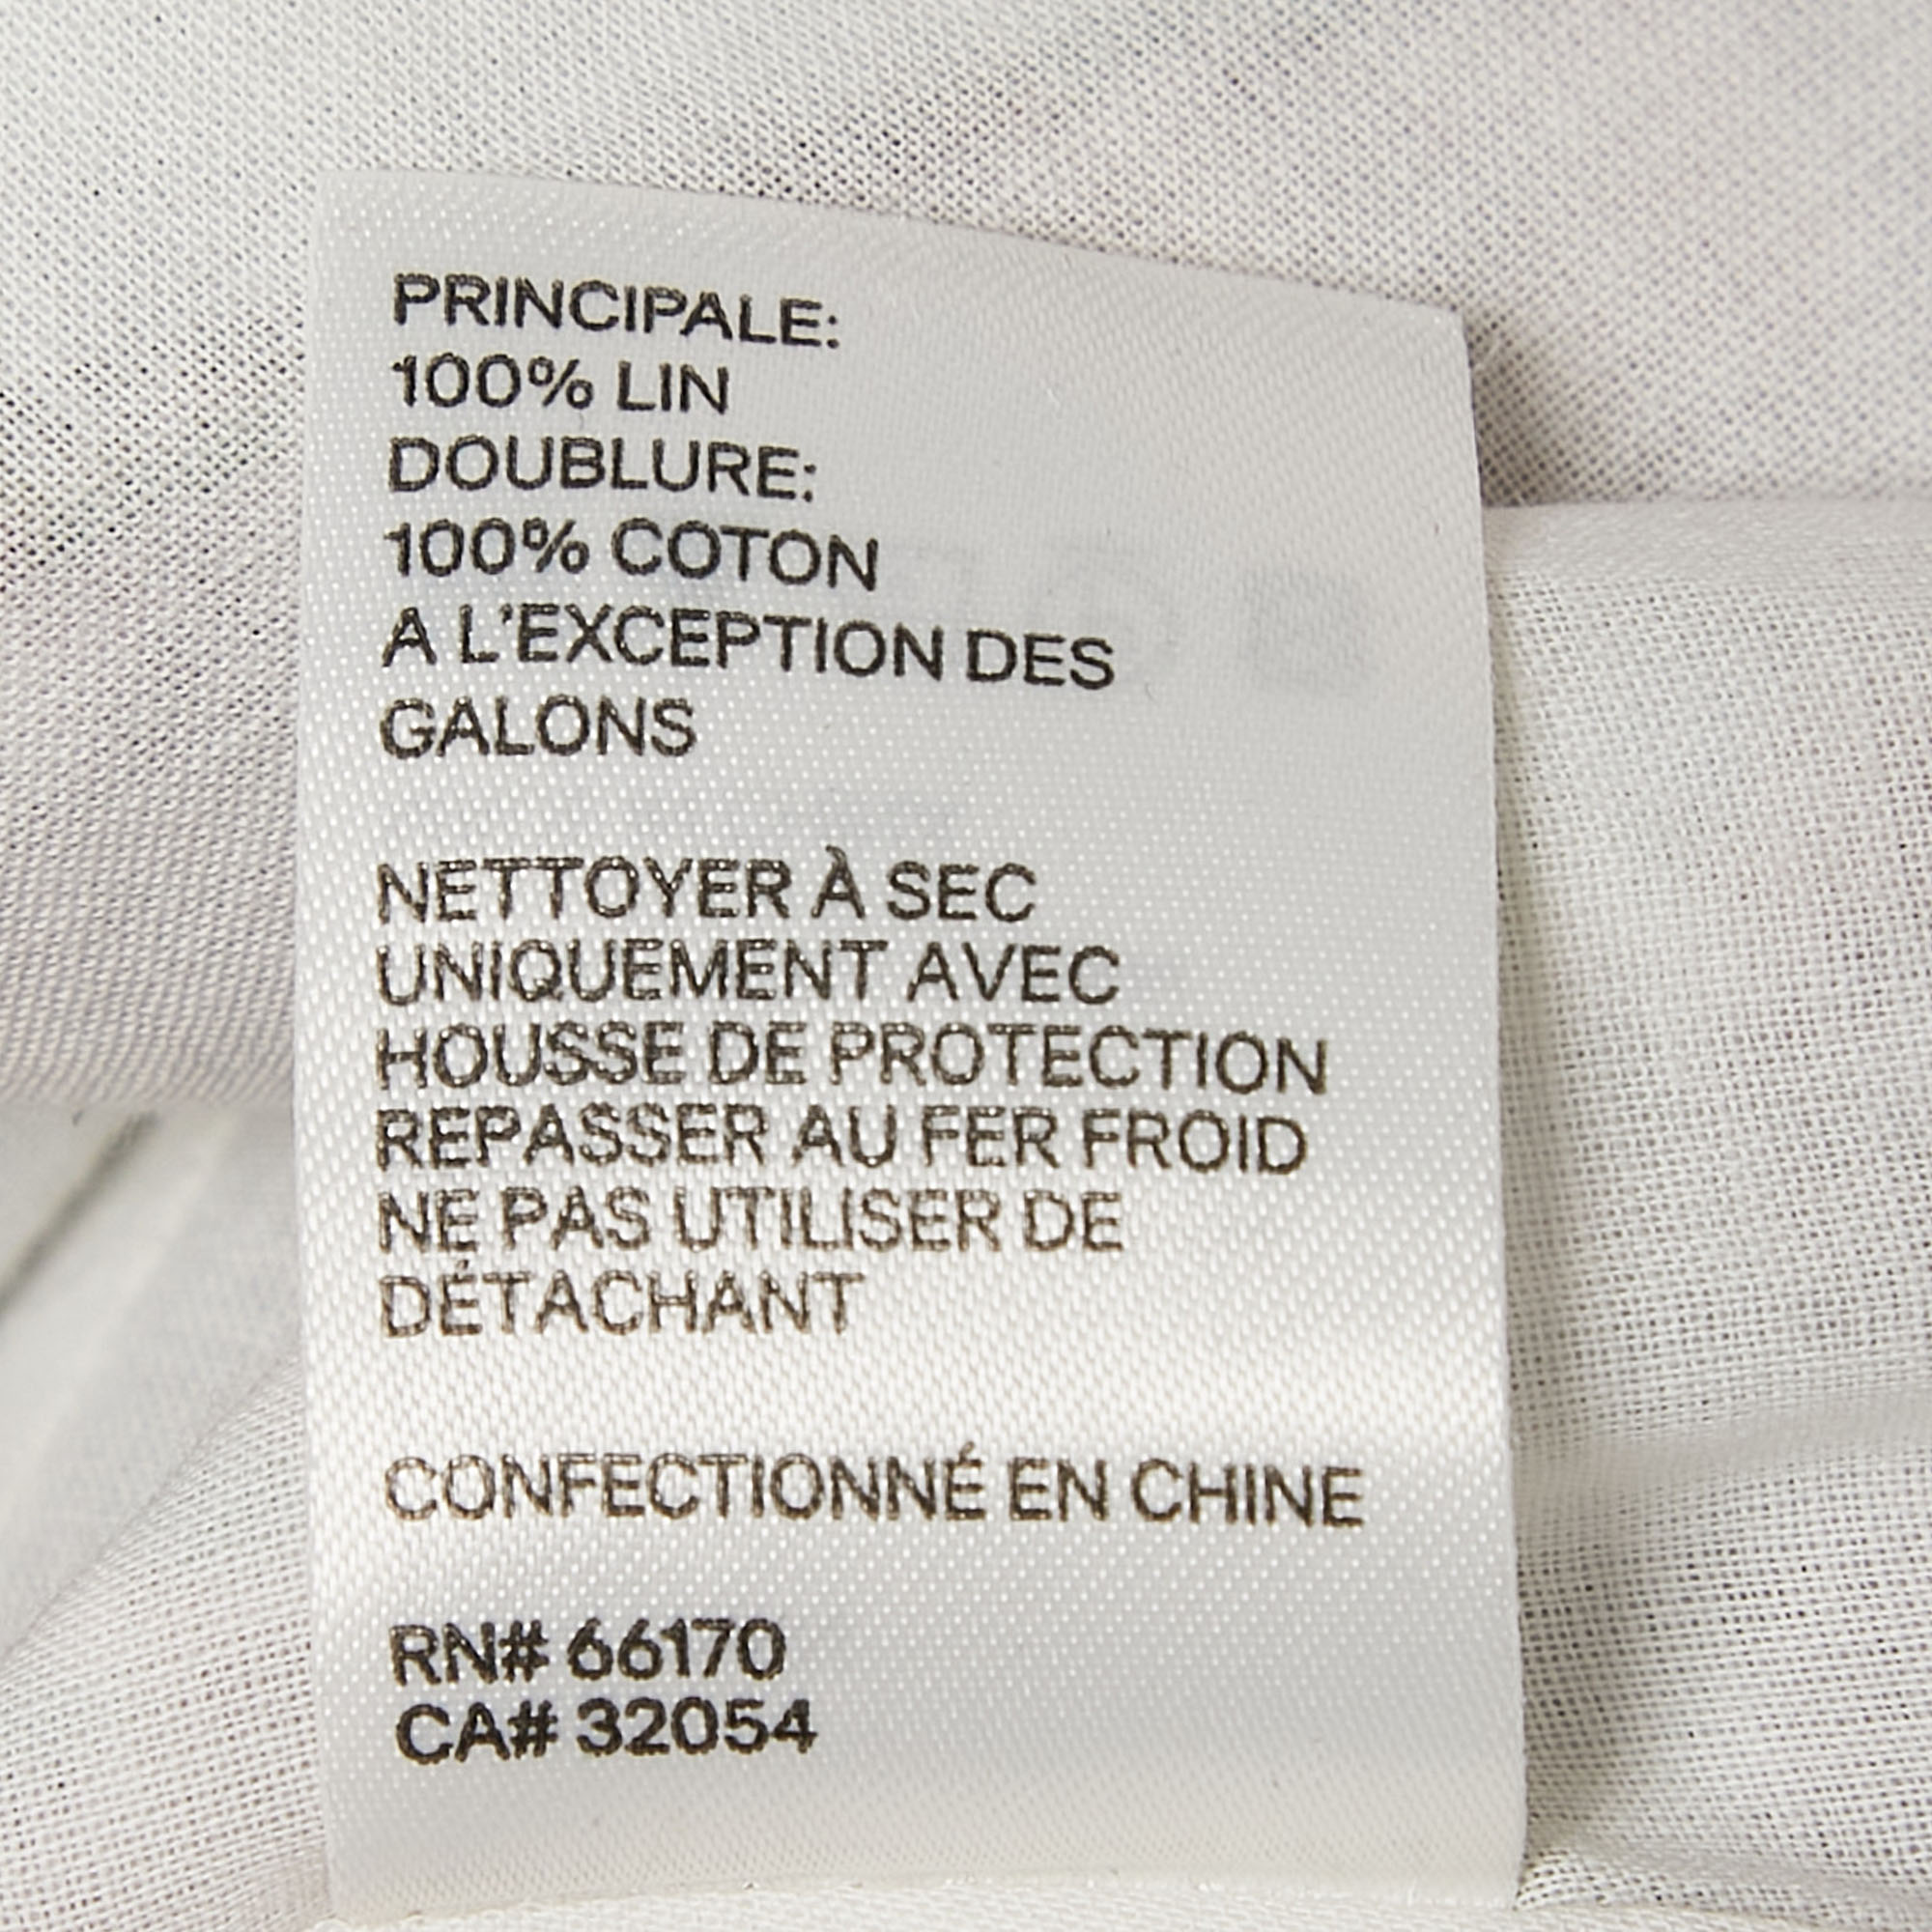 PRINCIPALE:
100% LIN
DOUBLURE:
100% COTON
A L'EXCEPTION DES
GALONS
NETTOYER À SEC
UNIQUEMENT AVEC
HOUSSE DE PROTECTION
REPASSER AU FER FROID
NE PAS UTILISER DE
DÉTACHANT
CONFECTIONNÉ EN CHINE
RN# 66170
CA# 32054